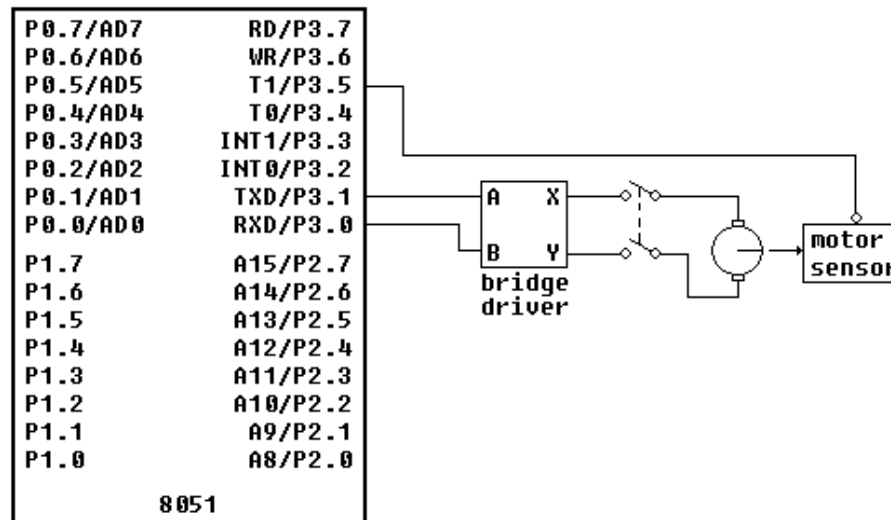 P0.7/AD7 RD/P3.7
P0.6/AD6 WR/P3.6
P0.5/AD5 T1/P3.5
P0.4/AD4 T0/P3.4
P0.3/AD3 INT1/P3.3
P0.2/AD2 INT0/P3.2
P0.1/AD1 TXD/P3.1
P0.0/AD0 RXD/P3.0
P1.7 A15/P2.7
P1.6 A14/P2.6
P1.5 A13/P2.5
P1.4 A12/P2.4
P1.3 A11/P2.3
P1.2 A10/P2.2
P1.1 A9/P2.1
P1.0 A8/P2.0
8051
A X
B Y
bridge
driver
motor
sensor